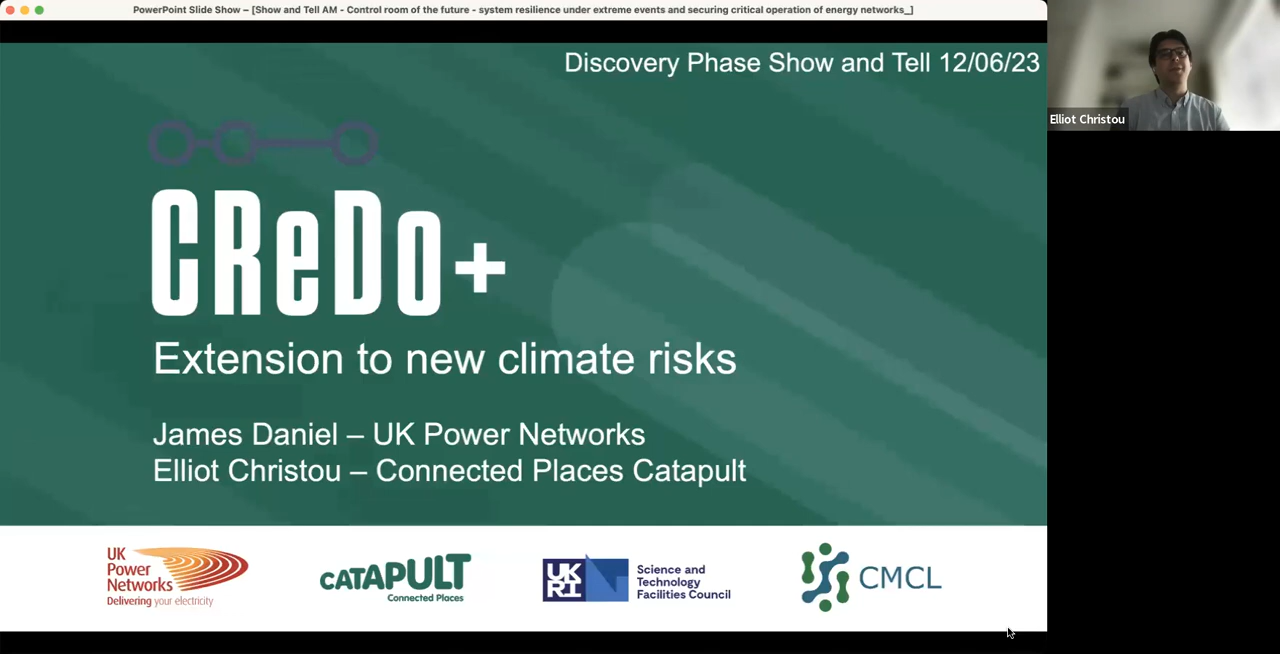 PowerPoint Slide Show – [Show and Tell AM - Control room of the future - system resilience under extreme events and securing critical operation of energy networks_]
Discovery Phase Show and Tell 12/06/23
Elliot Christou
CReDo+
Extension to new climate risks
James Daniel – UK Power Networks
Elliot Christou – Connected Places Catapult
UK
Power
Networks
Delivering your electricity
CATAPULT
Connected Places
UK
RI
Science and
Technology
Facilities Council
CMCL